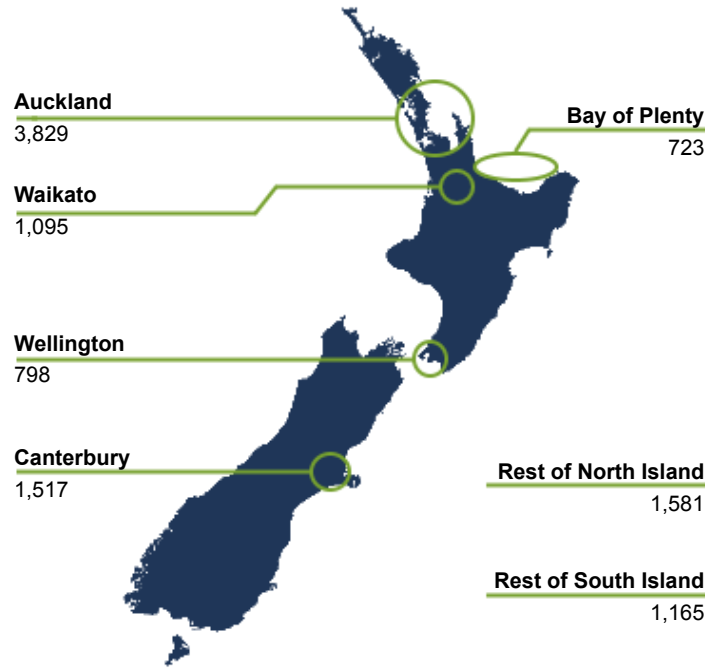 Auckland
3,829
Bay of Plenty
723
Waikato
1,095
Wellington
798
Canterbury
1,517
Rest of North Island
1,581
Rest of South Island
1,165